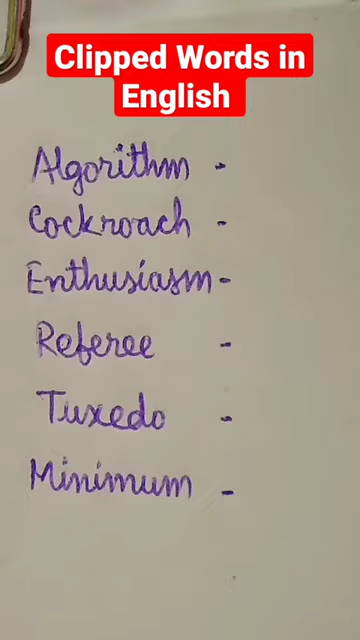 Clipped Words in
English
Algorithm -
Cockroach -
Enthusiasm -
Referee -
Tuxedo -
Minimum -